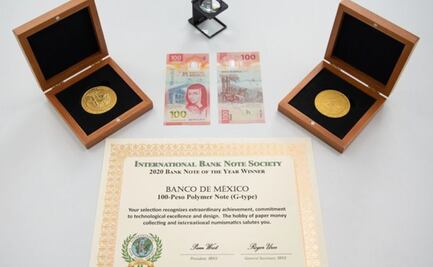 100
100
100
INTERNATIONAL BANK NOTE SOCIETY
2020 BANK NOTE OF THE YEAR WINNER
BANCO DE MÉXICO
100-Peso Polymer Note (G-type)
Your selection recognizes extraordinary achievement, commitment
to technological excellence and design. The hobby of paper money
collecting and international numismatics salutes you.
President IBNS
General Secretary IBNS